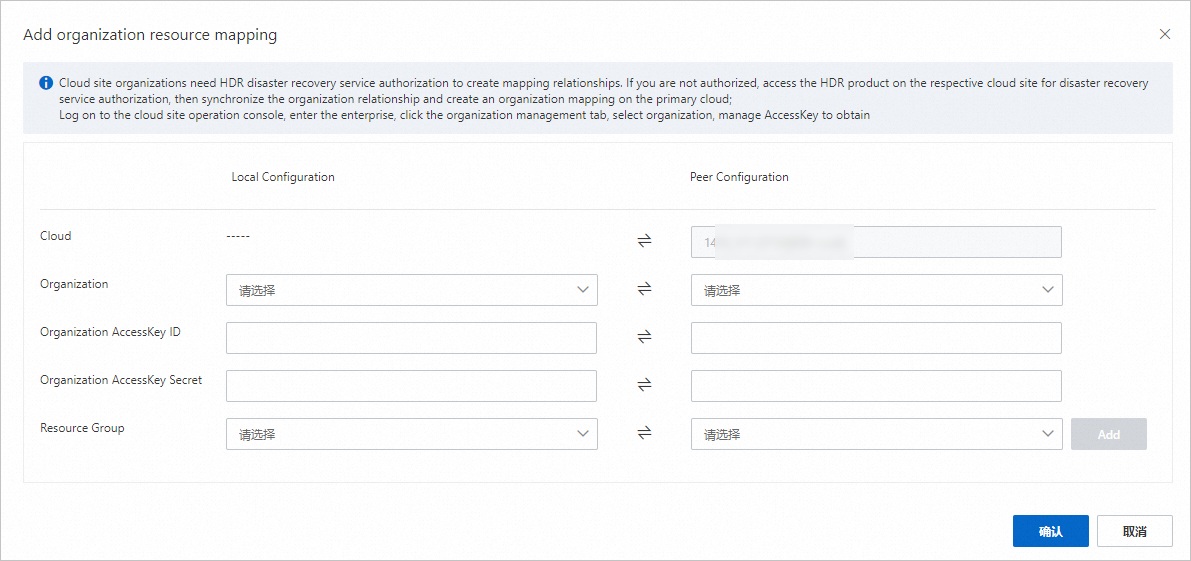 Add organization resource mapping
Cloud site organizations need HDR disaster recovery service authorization to create mapping relationships. If you are not authorized, access the HDR product on the respective cloud site for disaster recovery
service authorization, then synchronize the organization relationship and create an organization mapping on the primary cloud;
Log on to the cloud site operation console, enter the enterprise, click the organization management tab, select organization, manage AccessKey to obtain
Local Configuration
Peer Configuration
Cloud
-----
Organization
请选择
请选择
Organization AccessKey ID
Organization AccessKey Secret
Resource Group
请选择
请选择
Add
确认
取消